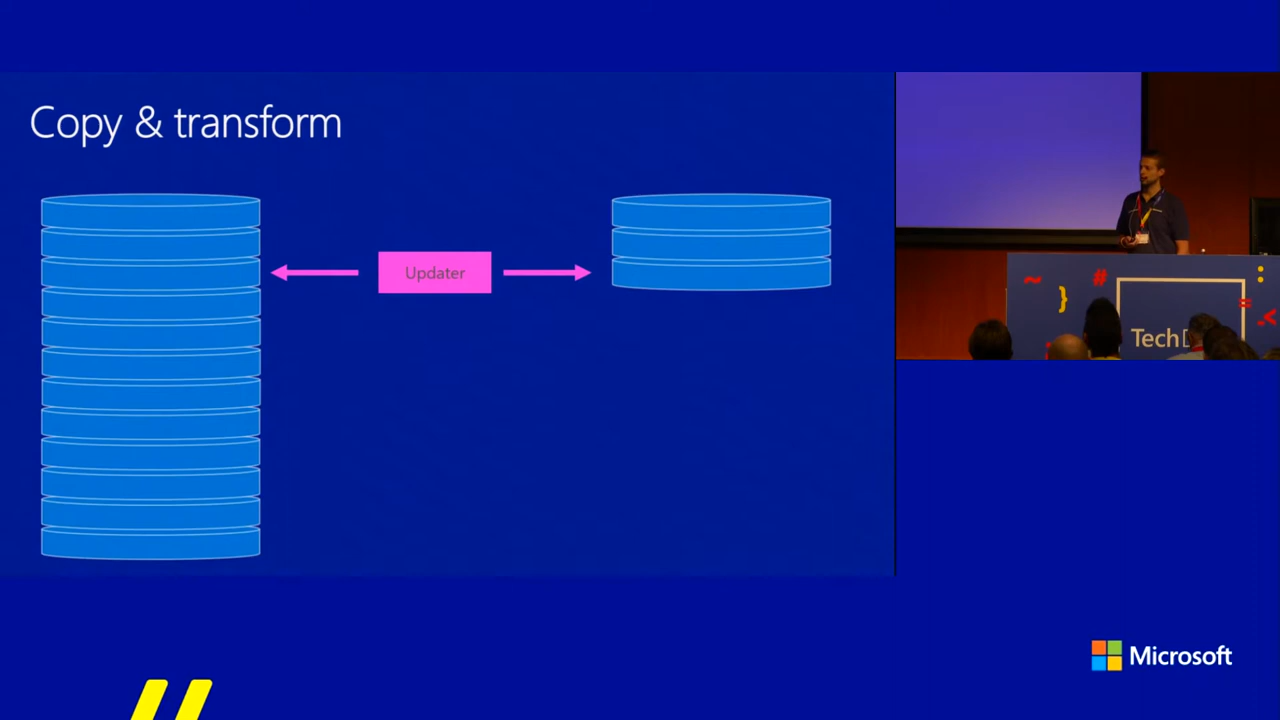 Copy & transform
Updater
~
}
#
:
=
.<
Tech
Microsoft